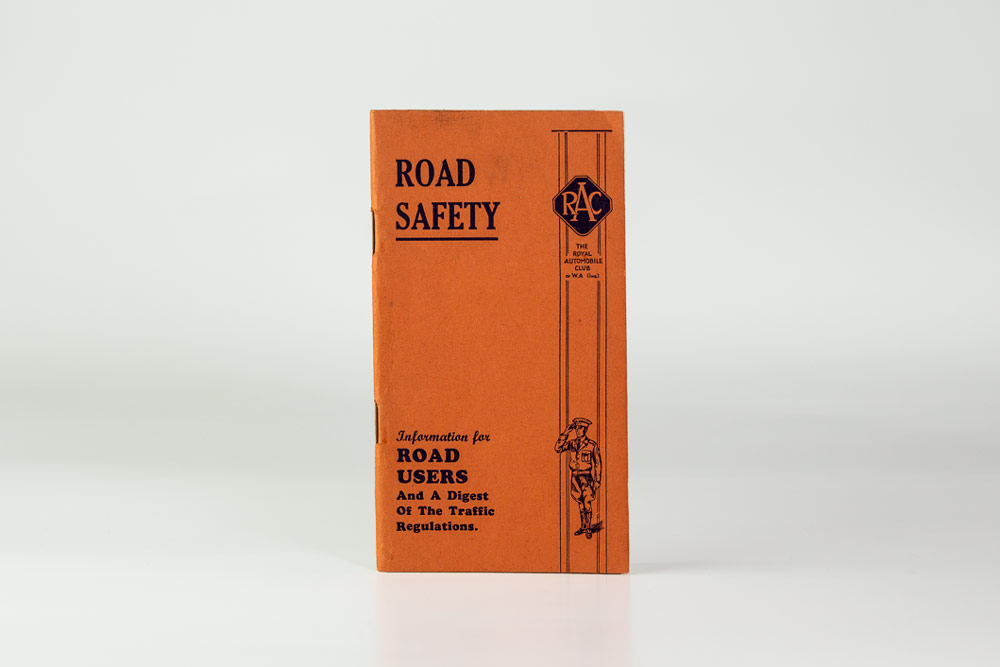 ROAD
SAFETY
RAC
THE
ROYAL
AUTOMOBILE
CLUB
OF W.A (Inc.)
Information for
ROAD
USERS
And A Digest
Of The Traffic
Regulations.